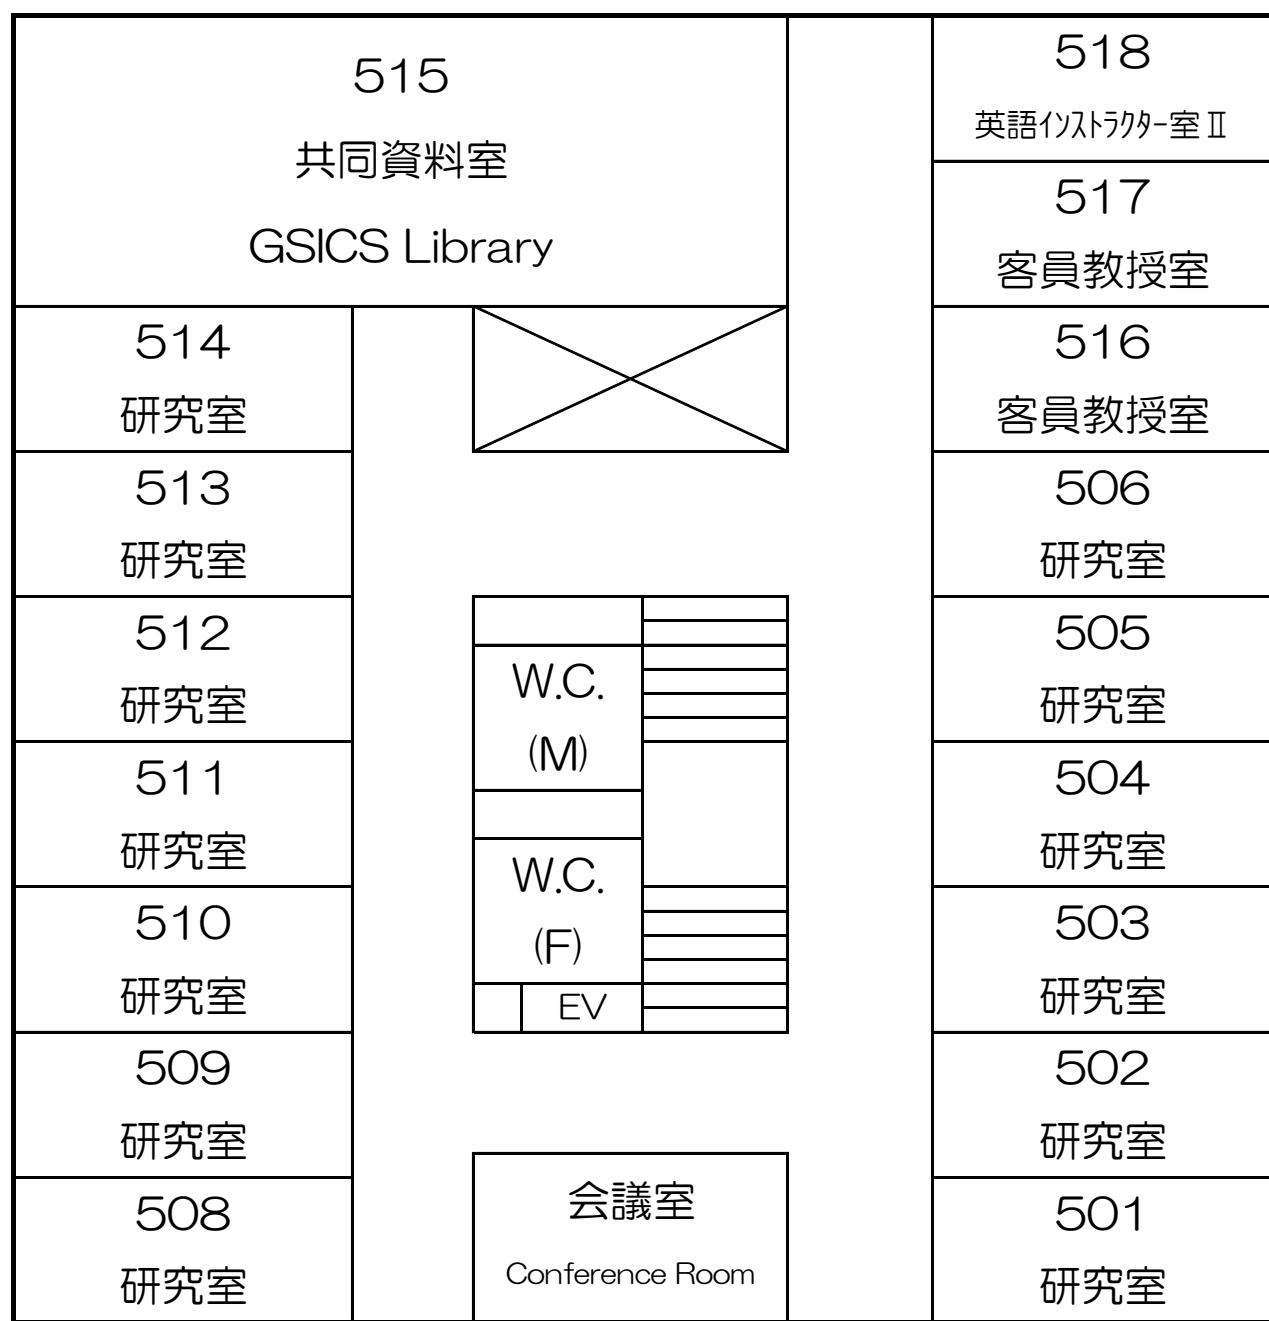 515
共同資料室
GSICS Library
518
英語ｲﾝｽﾄﾗｸﾀｰ室Ⅱ
517
客員教授室
514
研究室
516
客員教授室
513
研究室
506
研究室
512
研究室
W.C.
(M)
505
研究室
511
研究室
504
研究室
510
研究室
W.C.
(F)
EV
503
研究室
509
研究室
502
研究室
508
研究室
会議室
Conference Room
501
研究室